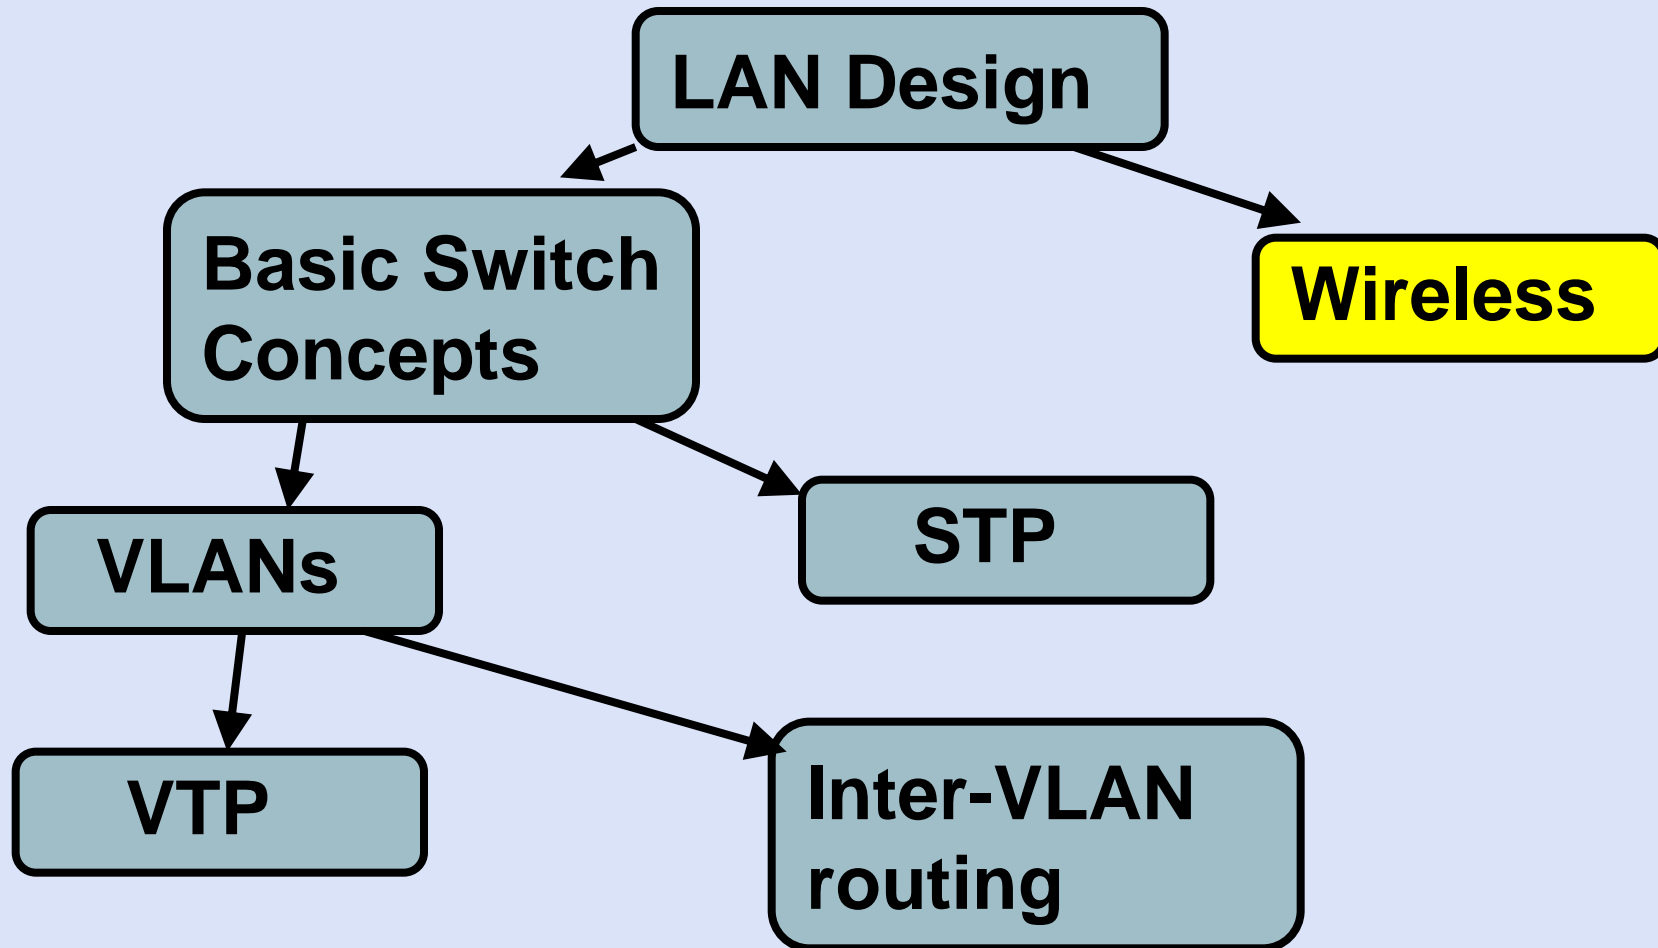 LAN Design
Basic Switch
Concepts
Wireless
VLANs
STP
VTP
Inter-VLAN
routing